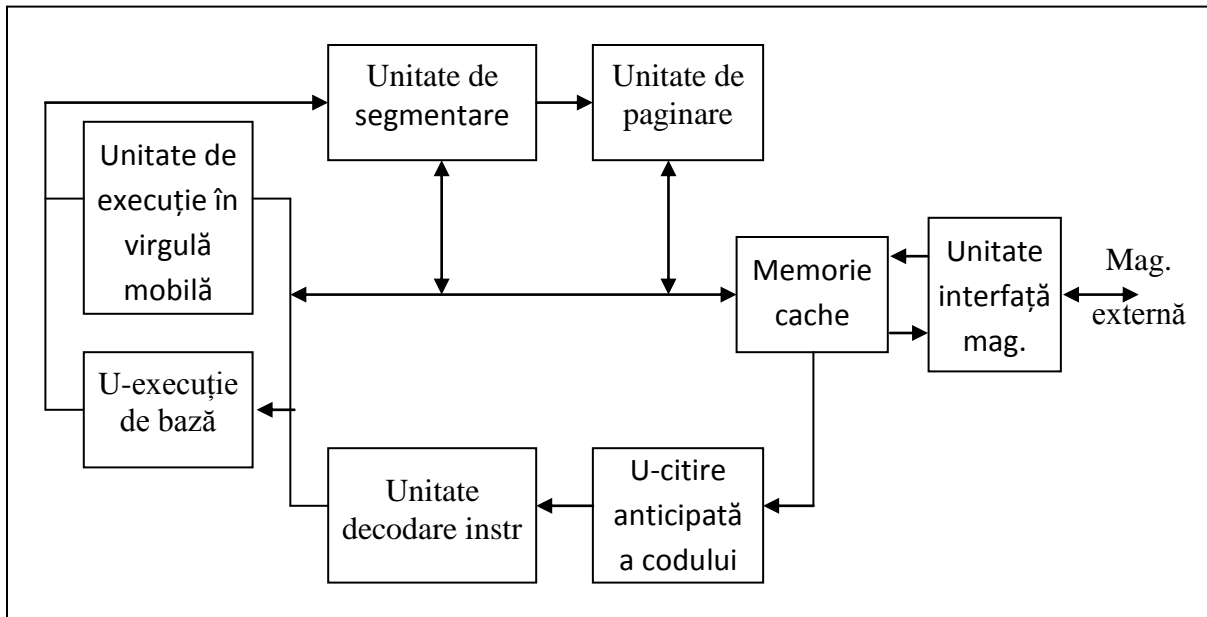 Unitate de
segmentare
Unitate de
paginare
Unitate de
execuție în
virgulă
mobilă
Memorie
cache
Unitate
interfață
mag.
Mag.
externă
U-execuție
de bază
Unitate
decodare instr
U-citire
anticipată
a codului